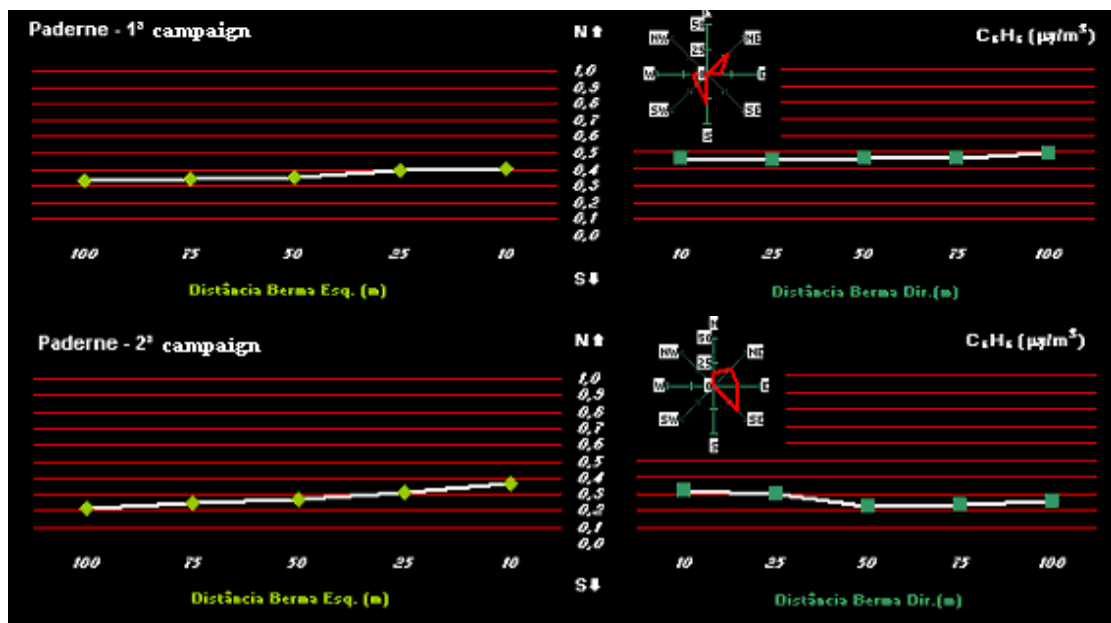 Paderne - 1ª campaign
N⬆
C₆H₆ (µg/m³)
N
50
25
0
NW
NE
W
E
SW
SE
S
1,0
0,9
0,8
0,7
0,6
0,5
0,4
0,3
0,2
0,1
0,0
100 75 50 25 10
10 25 50 75 100
S⬇
Distância Berma Esq. (m)
Distância Berma Dir.(m)
Paderne - 2ª campaign
N⬆
C₆H₆ (µg/m³)
N
50
25
0
NW
NE
W
E
SW
SE
S
1,0
0,9
0,8
0,7
0,6
0,5
0,4
0,3
0,2
0,1
0,0
100 75 50 25 10
10 25 50 75 100
S⬇
Distância Berma Esq. (m)
Distância Berma Dir.(m)